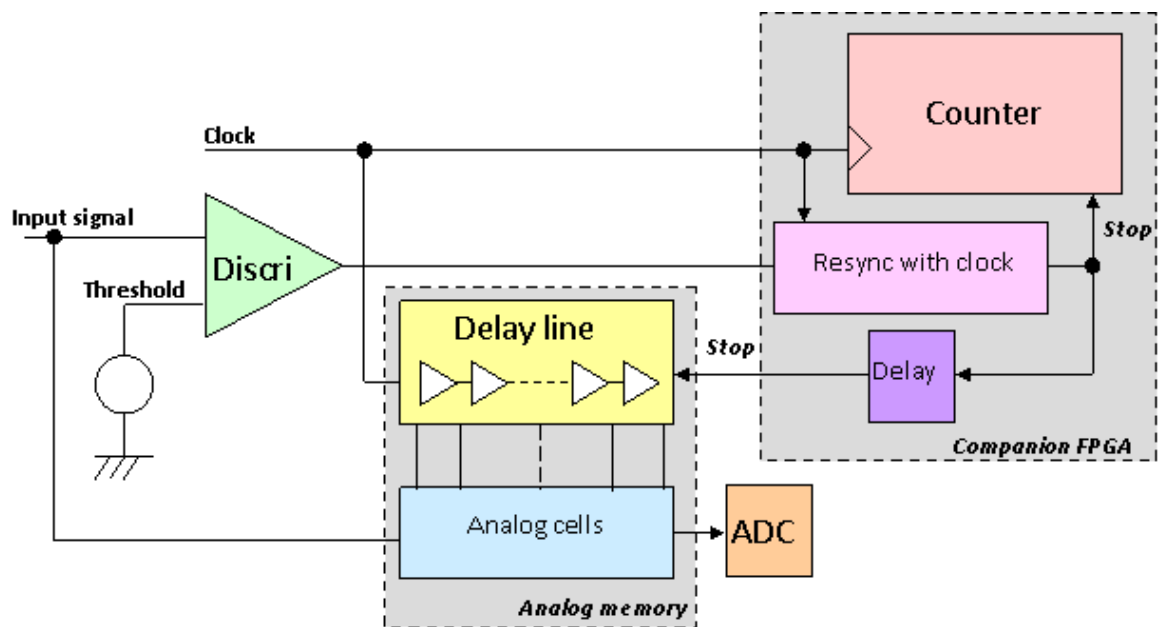 Counter
Clock
Input signal
Stop
Discri
Resync with clock
Threshold
Delay line
Stop
Delay
Companion FPGA
Analog cells
ADC
Analog memory